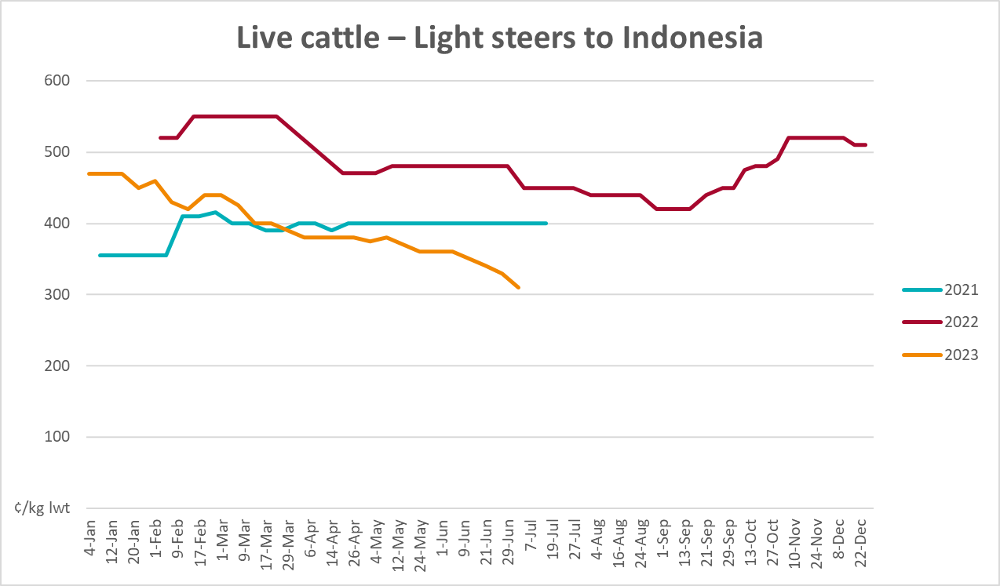 Live cattle – Light steers to Indonesia
600
500
400
300
200
100
¢/kg lwt
4-Jan
12-Jan
20-Jan
1-Feb
9-Feb
17-Feb
1-Mar
9-Mar
17-Mar
29-Mar
6-Apr
14-Apr
26-Apr
4-May
12-May
24-May
1-Jun
9-Jun
21-Jun
29-Jun
7-Jul
19-Jul
27-Jul
4-Aug
16-Aug
24-Aug
1-Sep
13-Sep
21-Sep
29-Sep
13-Oct
27-Oct
10-Nov
24-Nov
8-Dec
22-Dec
2021
2022
2023